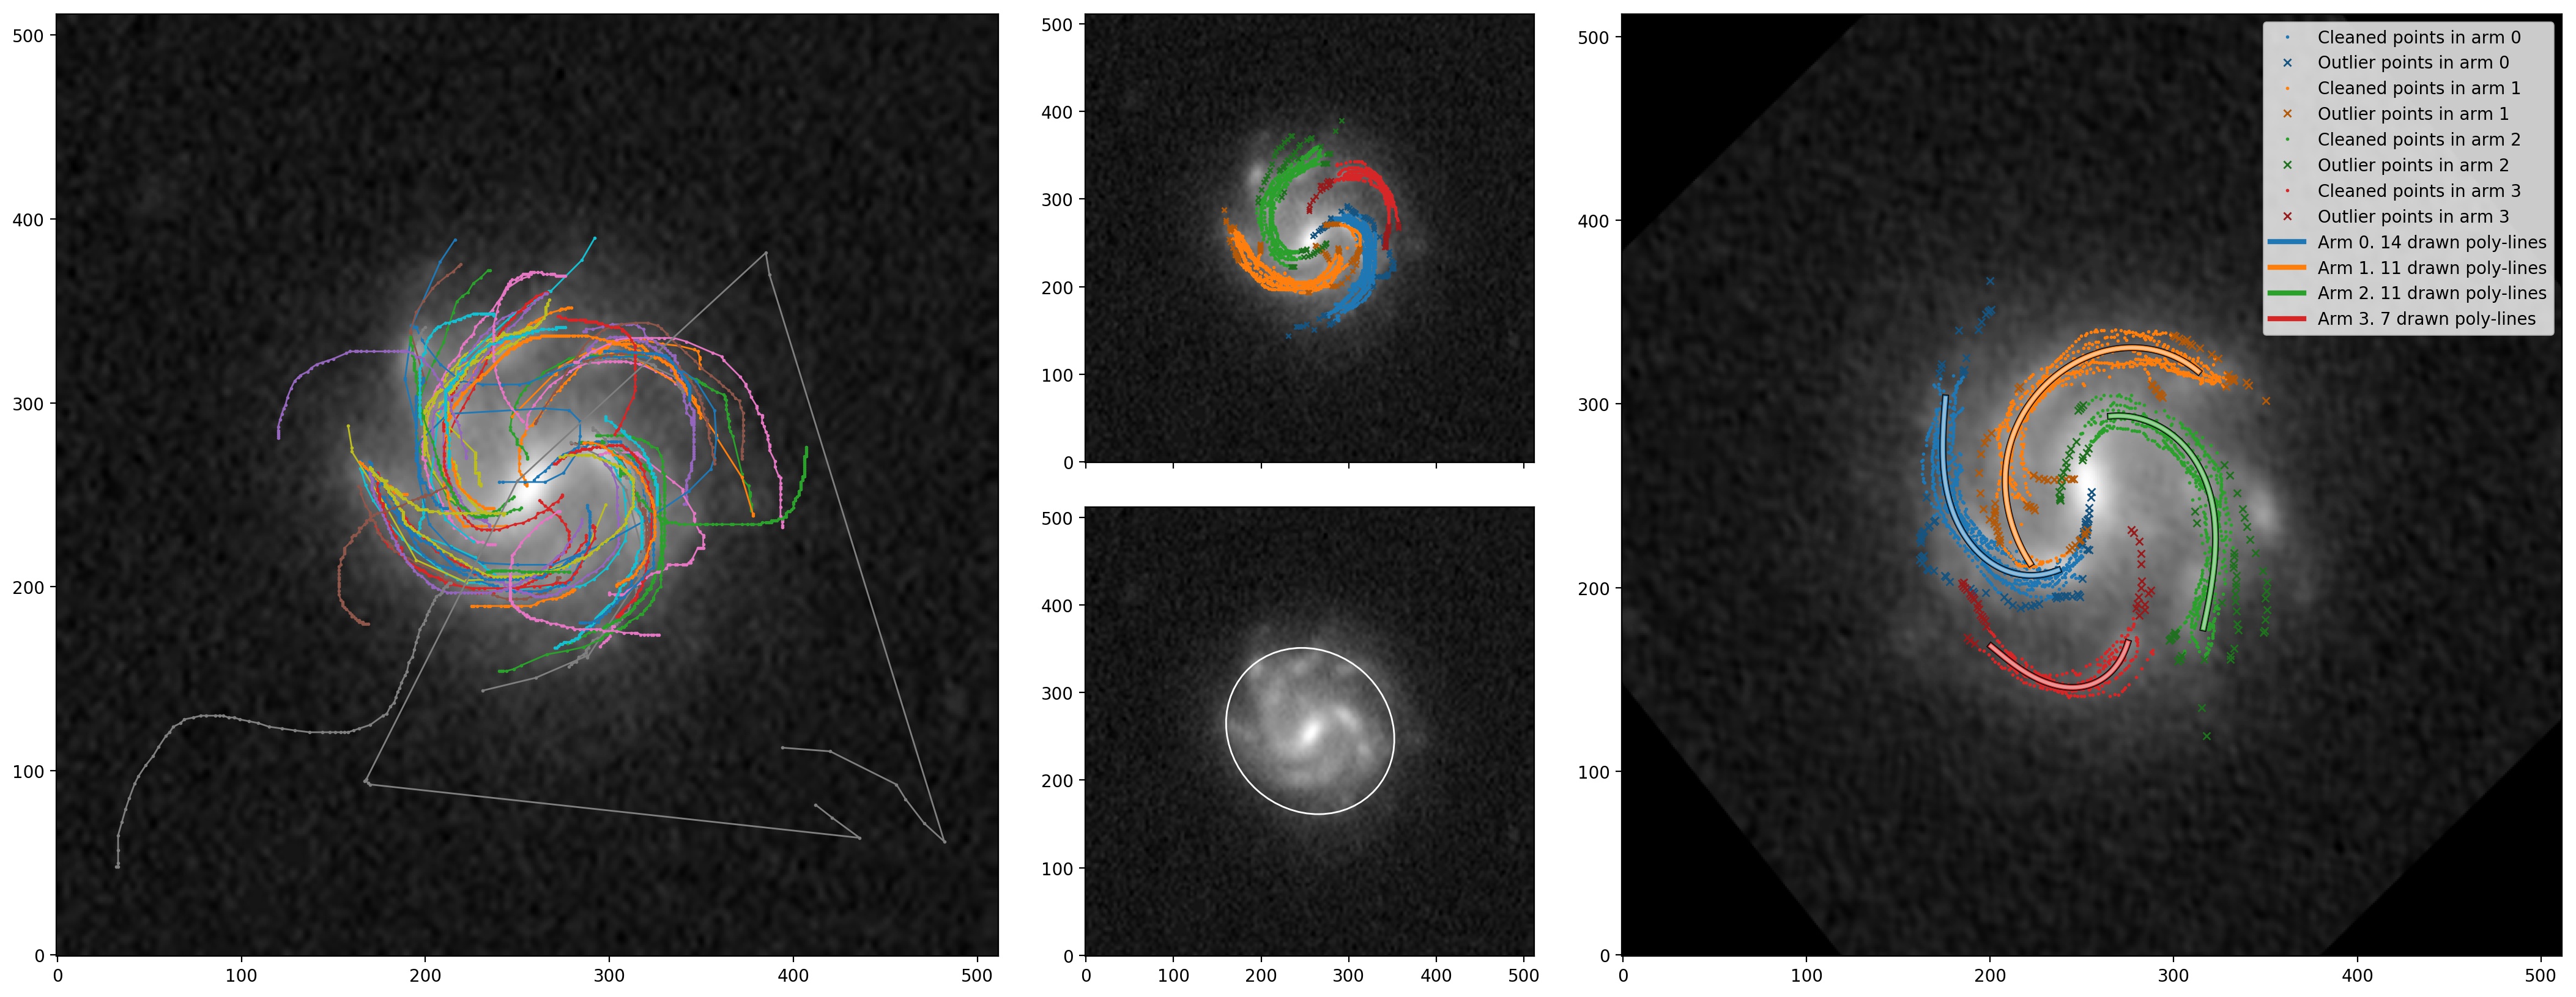 500
400
300
200
100
0
0 100 200 300 400 500
500
400
300
200
100
0
500
400
300
200
100
0
0 100 200 300 400 500
500
400
300
200
100
0
0 100 200 300 400 500
Cleaned points in arm 0
Outlier points in arm 0
Cleaned points in arm 1
Outlier points in arm 1
Cleaned points in arm 2
Outlier points in arm 2
Cleaned points in arm 3
Outlier points in arm 3
Arm 0. 14 drawn poly-lines
Arm 1. 11 drawn poly-lines
Arm 2. 11 drawn poly-lines
Arm 3. 7 drawn poly-lines